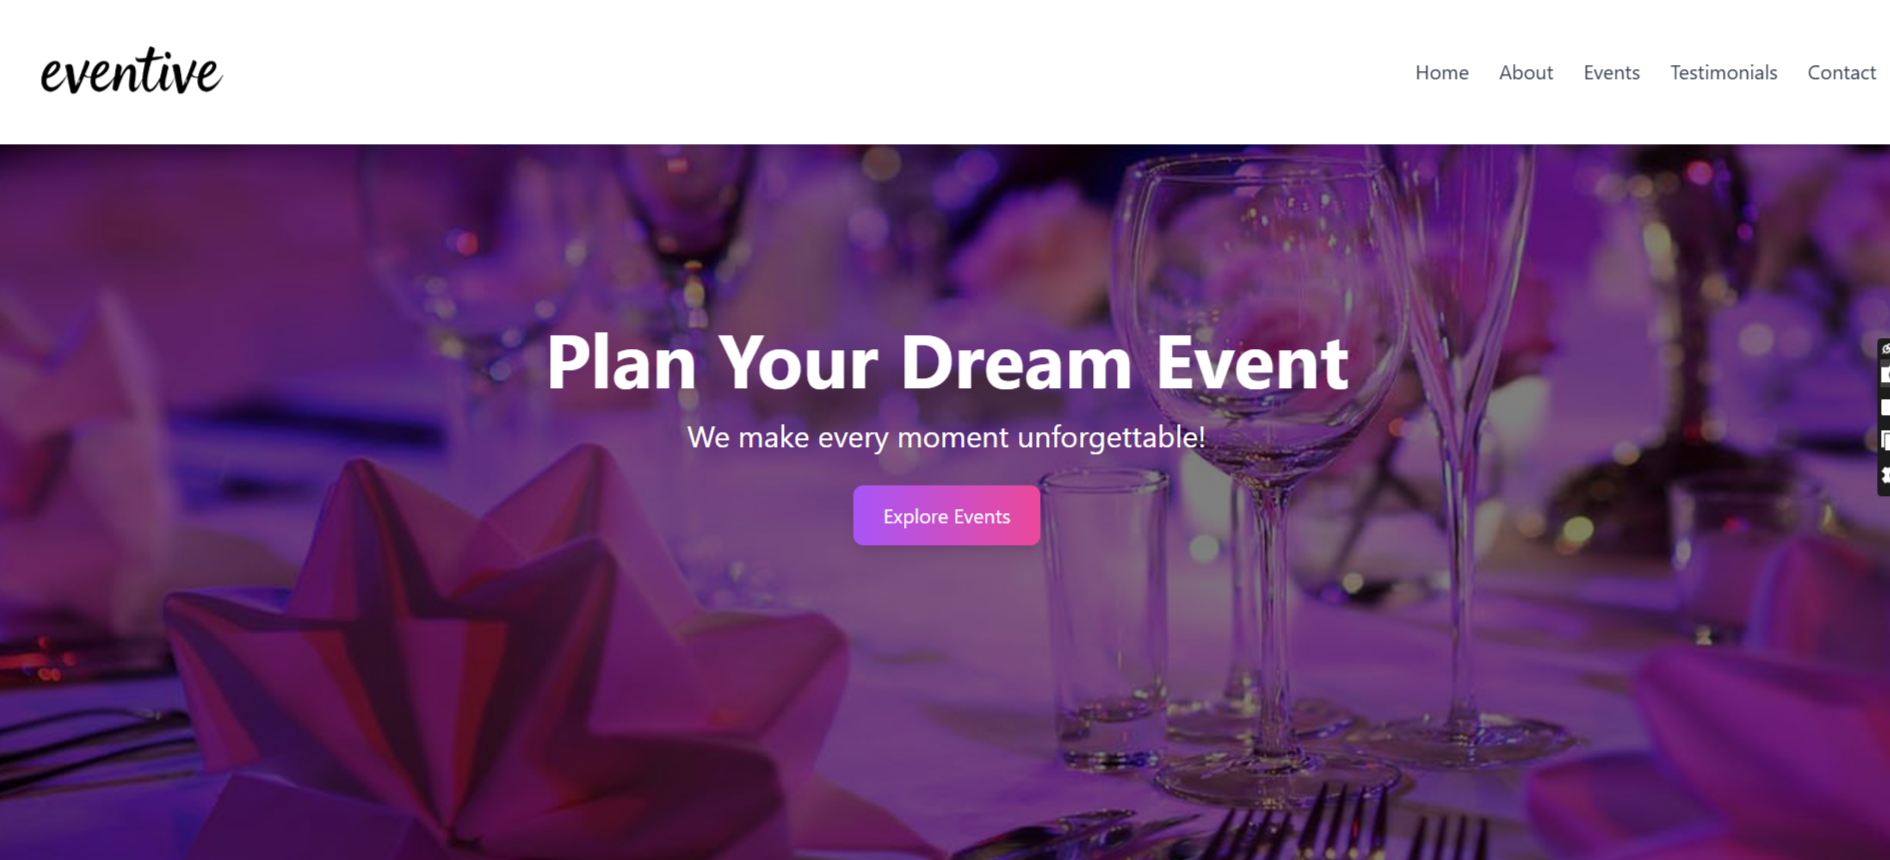 eventive
Home About Events Testimonials Contact
Plan Your Dream Event
We make every moment unforgettable!
Explore Events